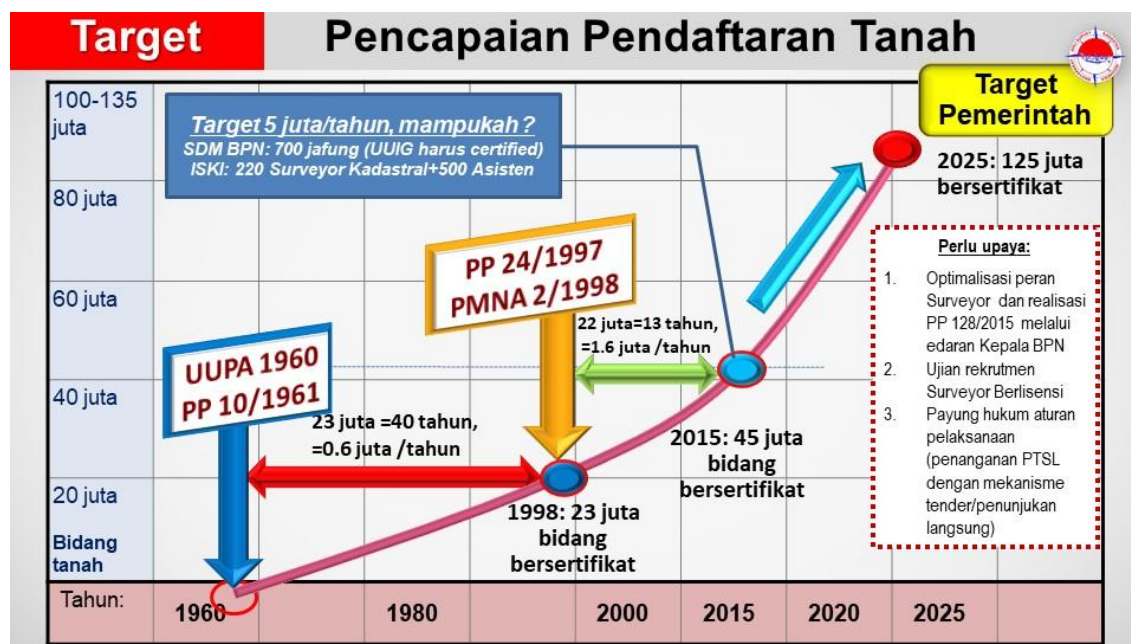 Target
Pencapaian Pendaftaran Tanah
Target
Pemerintah
100-135
juta
80 juta
60 juta
40 juta
20 juta
Bidang
tanah
Target 5 juta/tahun, mampukah ?
SDM BPN: 700 jafung (UUIG harus certified)
ISKI: 220 Surveyor Kadastral+500 Asisten
2025: 125 juta
bersertifikat
PP 24/1997
PMNA 2/1998
22 juta=13 tahun,
=1.6 juta /tahun
UUPA 1960
PP 10/1961
23 juta =40 tahun,
=0.6 juta /tahun
2015: 45 juta
bidang
bersertifikat
1998: 23 juta
bidang
bersertifikat
Perlu upaya:
1. Optimalisasi peran
Surveyor dan realisasi
PP 128/2015 melalui
edaran Kepala BPN
2. Ujian rekrutmen
Surveyor Berlisensi
3. Payung hukum aturan
pelaksanaan
(penanganan PTSL
dengan mekanisme
tender/penunjukan
langsung)
Tahun: 1960 1980 2000 2015 2020 2025